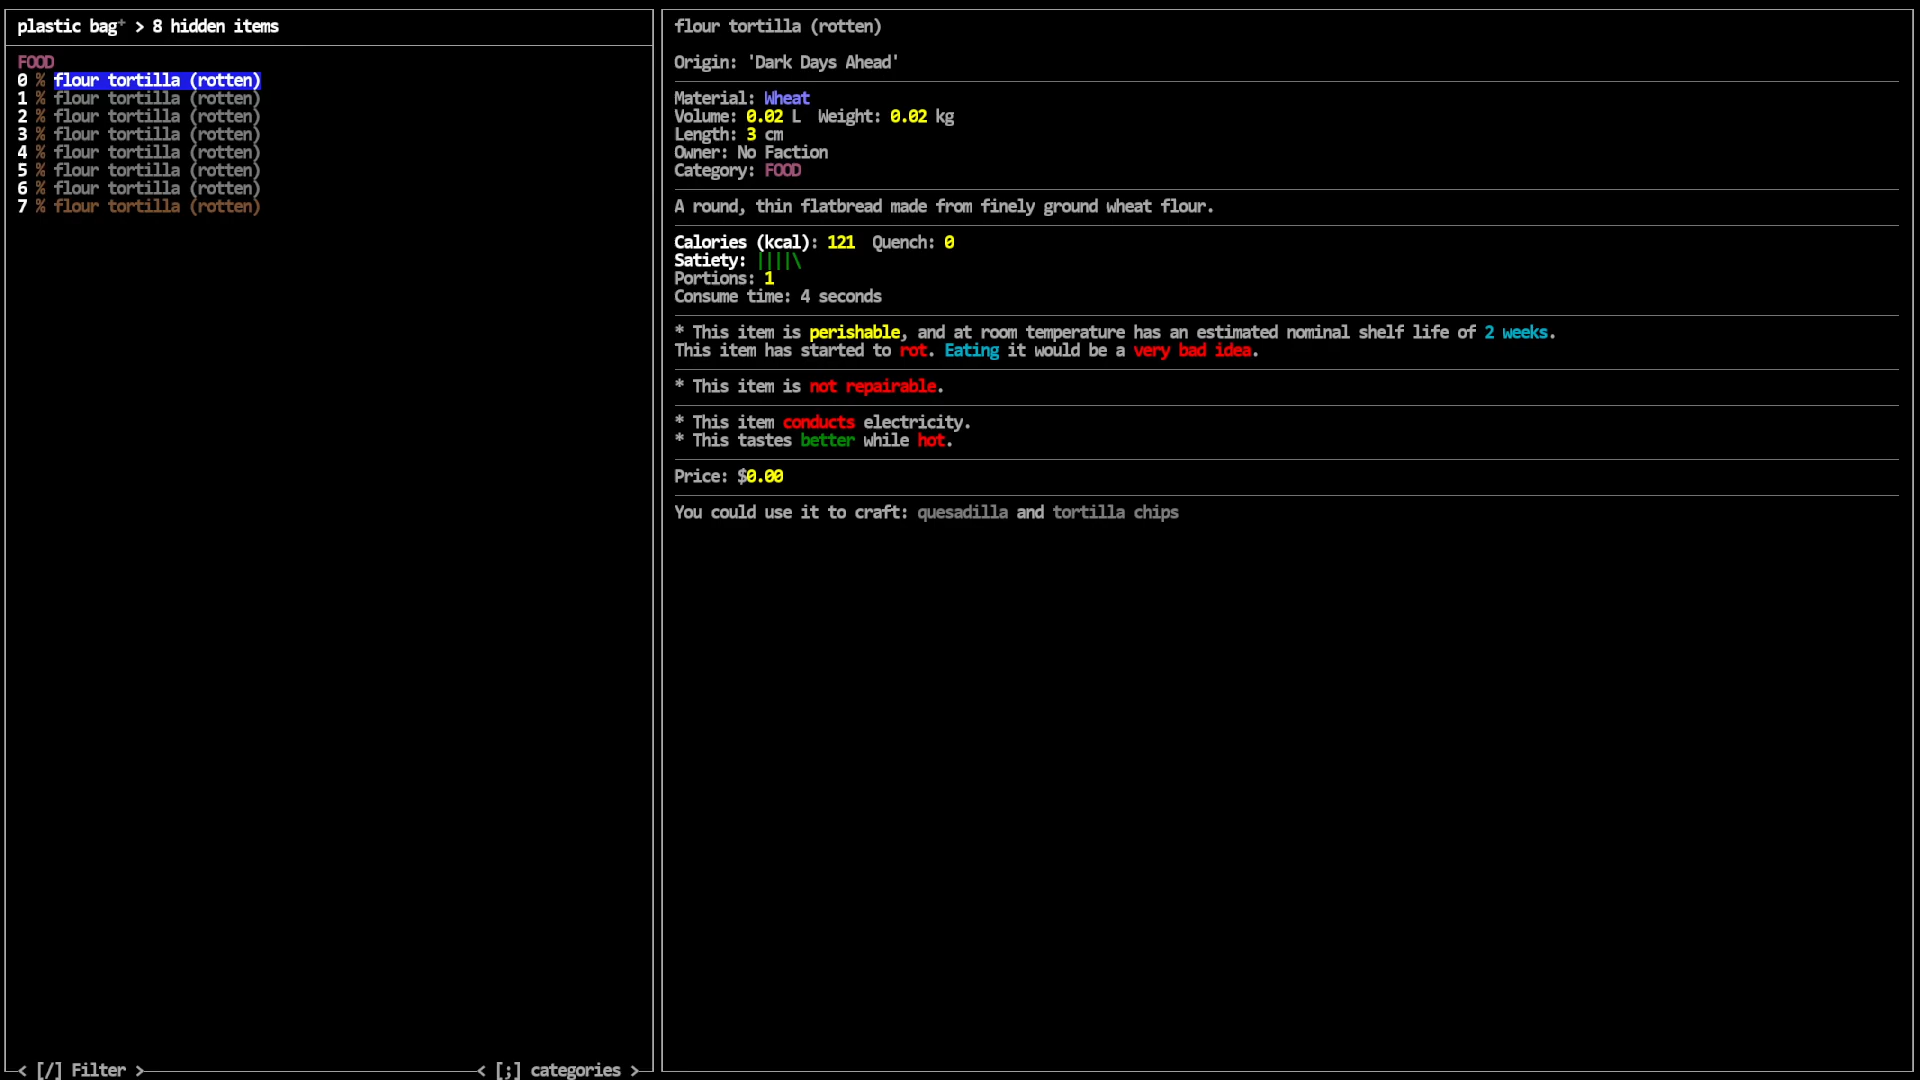 plastic bag⁺ > 8 hidden items
FOOD
0 % flour tortilla (rotten)
1 % flour tortilla (rotten)
2 % flour tortilla (rotten)
3 % flour tortilla (rotten)
4 % flour tortilla (rotten)
5 % flour tortilla (rotten)
6 % flour tortilla (rotten)
7 % flour tortilla (rotten)
< [/] Filter >
< [;] categories >
flour tortilla (rotten)
Origin: 'Dark Days Ahead'
Material: Wheat
Volume: 0.02 L  Weight: 0.02 kg
Length: 3 cm
Owner: No Faction
Category: FOOD
A round, thin flatbread made from finely ground wheat flour.
Calories (kcal): 121  Quench: 0
Satiety: ||||\
Portions: 1
Consume time: 4 seconds
* This item is perishable, and at room temperature has an estimated nominal shelf life of 2 weeks.
This item has started to rot. Eating it would be a very bad idea.
* This item is not repairable.
* This item conducts electricity.
* This tastes better while hot.
Price: $0.00
You could use it to craft: quesadilla and tortilla chips